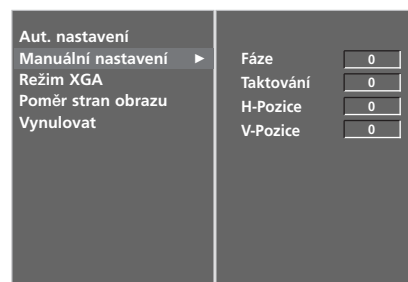 Aut. nastavení
Manuální nastavení ►
Režim XGA
Poměr stran obrazu
Vynulovat
Fáze 0
Taktování 0
H-Pozice 0
V-Pozice 0